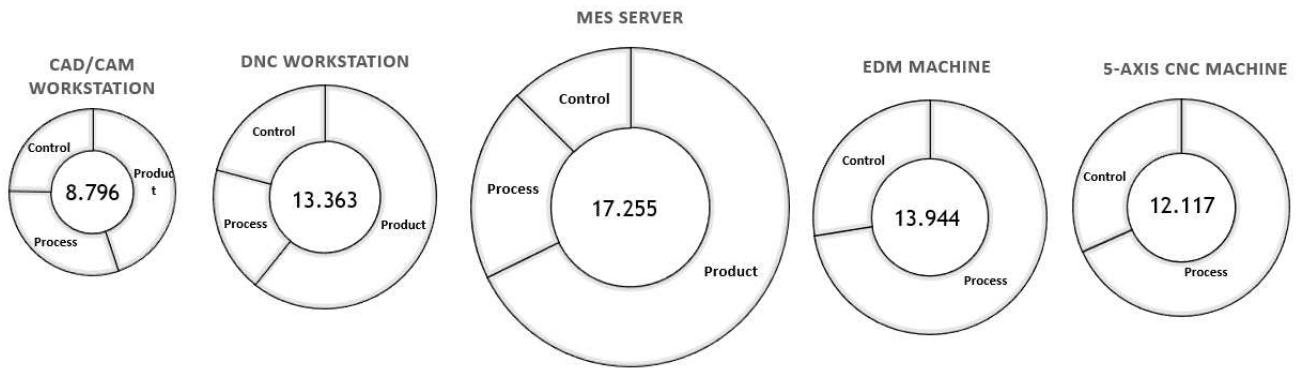 MES SERVER
CAD/CAM
WORKSTATION
DNC WORKSTATION
EDM MACHINE
5-AXIS CNC MACHINE
Control
Produc
t
Process
8.796
Control
Process
Product
13.363
Control
Process
Product
17.255
Control
Process
13.944
Control
Process
12.117